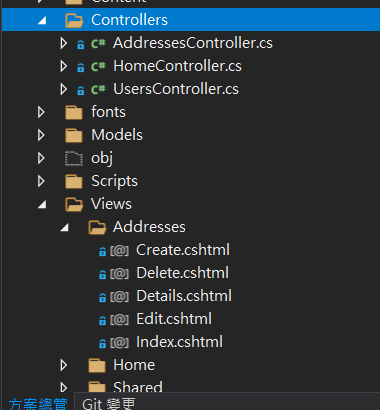 Content
Controllers
C# AddressesController.cs
C# HomeController.cs
C# UsersController.cs
fonts
Models
obj
Scripts
Views
Addresses
[@] Create.cshtml
[@] Delete.cshtml
[@] Details.cshtml
[@] Edit.cshtml
[@] Index.cshtml
Home
Shared
方案總管 Git 變更